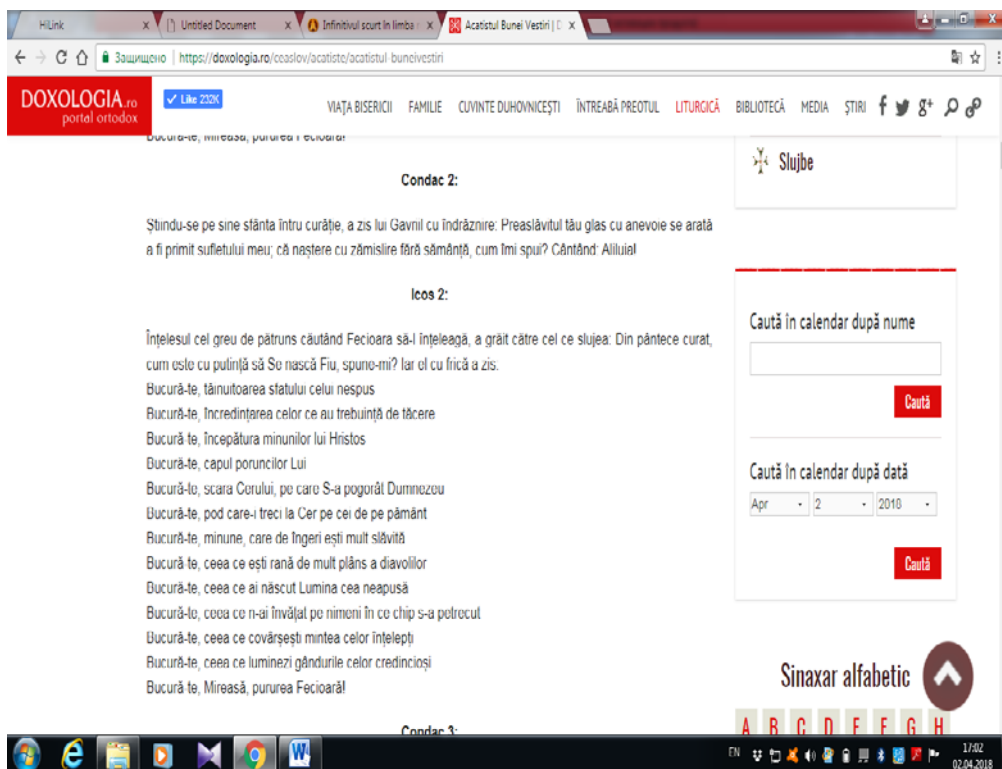 HiLink
Untitled Document
Infinitivul scurt în limba r
Acatistul Bunei Vestiri | D
Защищено | https://doxologia.ro/ceaslov/acatiste/acatistul-buneivestiri
DOXOLOGIA.ro
portal ortodox
Like 232K
VIAȚA BISERICII FAMILIE CUVINTE DUHOVNICEȘTI ÎNTREABĂ PREOTUL LITURGICĂ BIBLIOTECĂ MEDIA ȘTIRI
Bucură-te, Mireasă, pururea Fecioară!
Condac 2:
Știindu-se pe sine sfânta întru curăție, a zis lui Gavriil cu îndrăznire: Preaslăvitul tău glas cu anevoie se arată
a fi primit sufletului meu; că naștere cu zămislire fără sământă, cum îmi spui? Cântând: Aliluia!
Icos 2:
Înțelesul cel greu de pătruns căutând Fecioara să-l înțeleagă, a grăit către cel ce slujea: Din pântece curat,
cum este cu putință să Se nască Fiu, spune-mi? Iar el cu frică a zis:
Bucură-te, tăinuitoarea sfatului celui nespus
Bucură-te, încredințarea celor ce au trebuință de tăcere
Bucură-te, începătura minunilor lui Hristos
Bucură-te, capul poruncilor Lui
Bucură-te, scara Cerului, pe care S-a pogorât Dumnezeu
Bucură-te, pod care-i treci la Cer pe cei de pe pământ
Bucură-te, minune, care de îngeri ești mult slăvită
Bucură-te, ceea ce ești rană de mult plâns a diavolilor
Bucură-te, ceea ce ai născut Lumina cea neapusă
Bucură-te, ceea ce n-ai învățat pe nimeni în ce chip s-a petrecut
Bucură-te, ceea ce covârșești mintea celor înțelepți
Bucură-te, ceea ce luminezi gândurile celor credincioși
Bucură-te, Mireasă, pururea Fecioară!
Condac 3:
Slujbe
Caută în calendar după nume
Caută
Caută în calendar după dată
Apr 2 2018
Caută
Sinaxar alfabetic
A B C D E F G H
EN
17:02
02.04.2018